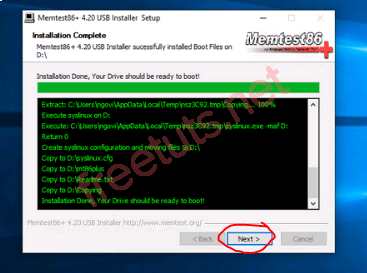 Memtest86+ 4.20 USB Installer Setup
Installation Complete
Memtest86+ 4.20 USB Installer sucessfully installed Boot Files on
D:\
Memtest86
+
Installation Done, Your Drive should be ready to boot!
Extract: C:\Users\ngovi\AppData\Local\Temp\nsz3C92.tmp\Copying... 100%
Execute syslinux on D:
Execute: C:\Users\ngovi\AppData\Local\Temp\nsz3C92.tmp\syslinux.exe -maf D:
Return 0
Create syslinux configuration and moving files to D:\
Copy to D:\syslinux.cfg
Copy to D:\mt86plus
Copy to D:\Readme.txt
Copy to D:\Copying
Installation Done, Your Drive should be ready to boot!
freetuts.net
Memtest86+ 4.20 USB Installer http://www.memtest.org/
< Back
Next >
Cancel